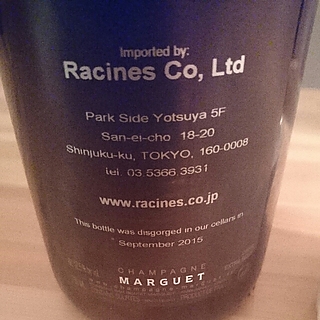 Imported by:
Racines Co, Ltd
Park Side Yotsuya 5F
San-ei-cho 18-20
Shinjuku-ku, TOKYO, 160-0008
tel. 03.5366.3931
www.racines.co.jp
This bottle was disgorged in our cellars in
September 2015
CHAMPAGNE
MARGUET